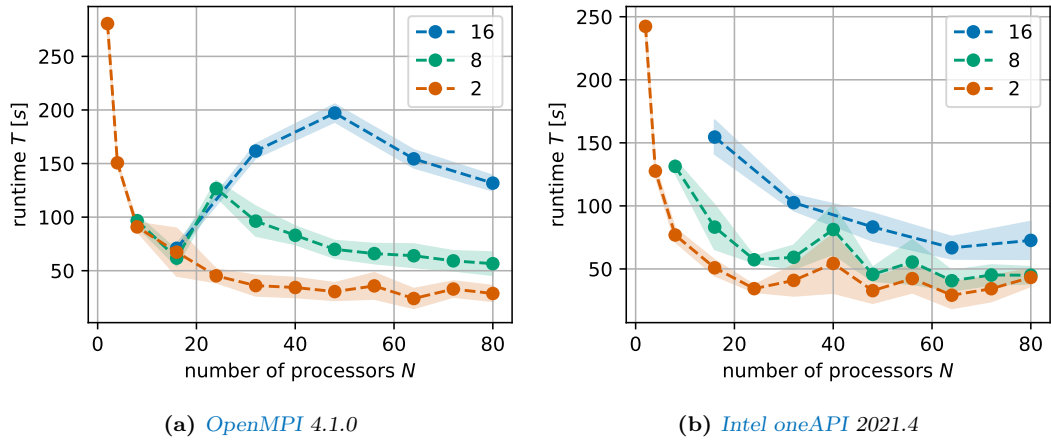 16
8
2
250
200
150
100
50
runtime T [s]
0 20 40 60 80
number of processors N
(a) OpenMPI 4.1.0
16
8
2
250
200
150
100
50
runtime T [s]
0 20 40 60 80
number of processors N
(b) Intel oneAPI 2021.4